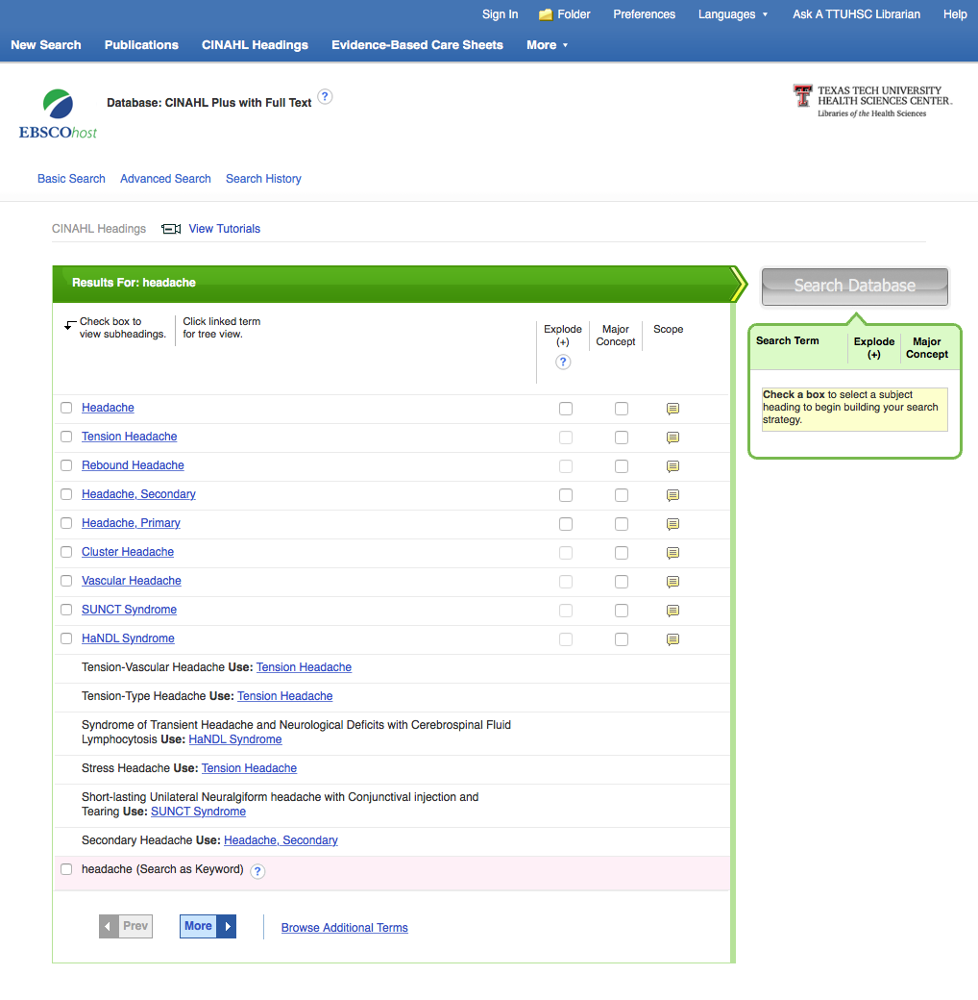 Sign In Folder Preferences Languages Ask A TTUHSC Librarian Help
New Search Publications CINAHL Headings Evidence-Based Care Sheets More
Database: CINAHL Plus with Full Text ?
EBSCOhost
TEXAS TECH UNIVERSITY
HEALTH SCIENCES CENTER.
Libraries of the Health Sciences
Basic Search Advanced Search Search History
CINAHL Headings View Tutorials
Results For: headache
Check box to
view subheadings.
Click linked term
for tree view.
Explode
(+)
?
Major
Concept
Scope
Headache
Tension Headache
Rebound Headache
Headache, Secondary
Headache, Primary
Cluster Headache
Vascular Headache
SUNCT Syndrome
HaNDL Syndrome
Tension-Vascular Headache Use: Tension Headache
Tension-Type Headache Use: Tension Headache
Syndrome of Transient Headache and Neurological Deficits with Cerebrospinal Fluid
Lymphocytosis Use: HaNDL Syndrome
Stress Headache Use: Tension Headache
Short-lasting Unilateral Neuralgiform headache with Conjunctival injection and
Tearing Use: SUNCT Syndrome
Secondary Headache Use: Headache, Secondary
headache (Search as Keyword) ?
Prev More Browse Additional Terms
Search Database
Search Term
Explode
(+)
Major
Concept
Check a box to select a subject
heading to begin building your search
strategy.